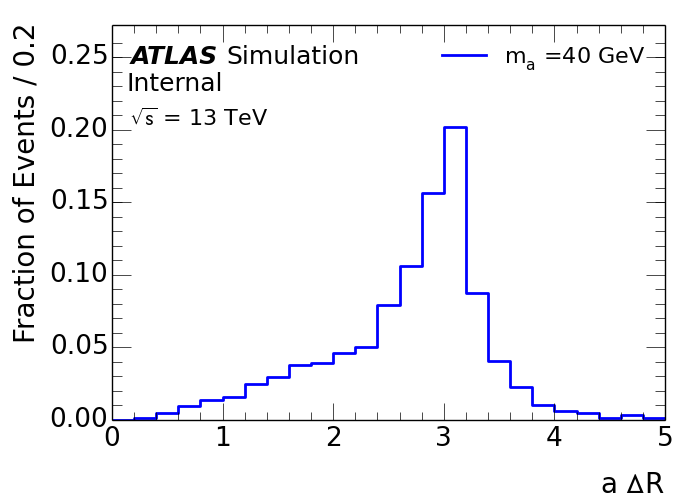 ATLAS Simulation
Internal
√s = 13 TeV
mₐ =40 GeV
Fraction of Events / 0.2
0.25
0.20
0.15
0.10
0.05
0.00
0 1 2 3 4 5
a ΔR